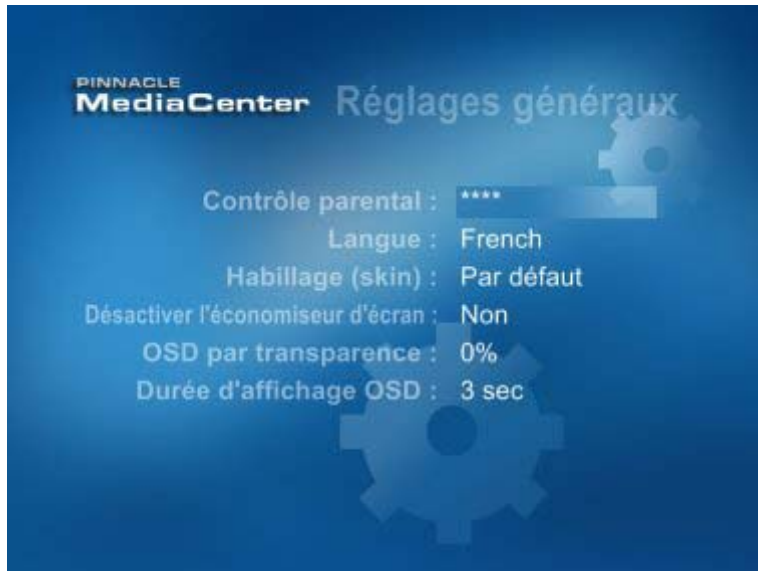 PINNACLE
MediaCenter Réglages généraux
Contrôle parental : ****
Langue : French
Habillage (skin) : Par défaut
Désactiver l'économiseur d'écran : Non
OSD par transparence : 0%
Durée d'affichage OSD : 3 sec